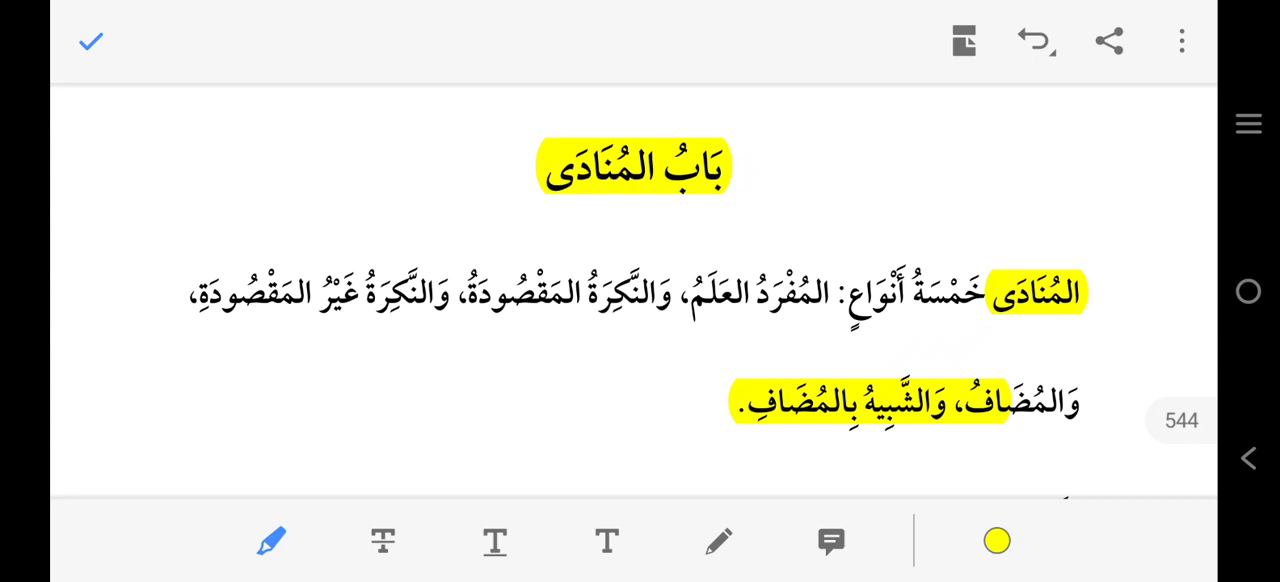 بَابُ المُنَادَى
المُنَادَى خَمْسَةُ أَنْوَاعٍ: المُفْرَدُ العَلَمُ، وَالنَّكِرَةُ المَقْصُودَةُ، وَالنَّكِرَةُ غَيْرُ المَقْصُودَةِ،
وَالمُضَافُ، وَالشَّبِيهُ بِالمُضَافِ.
544
T T T